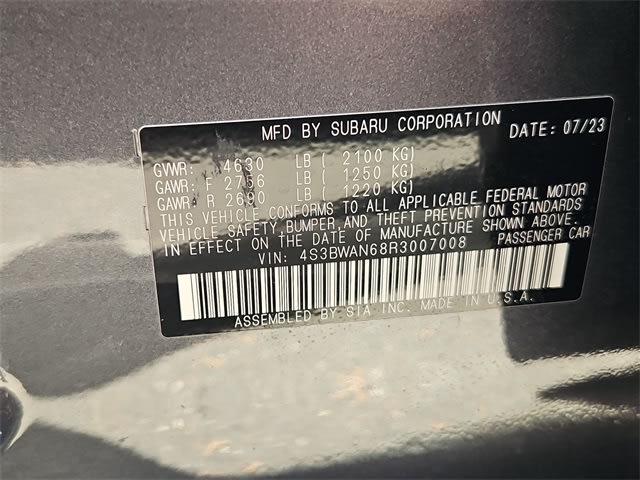 MFD BY SUBARU CORPORATION DATE: 07/23
GVWR: 4630 LB ( 2100 KG)
GAWR: F 2756 LB ( 1250 KG)
GAWR: R 2690 LB ( 1220 KG)
THIS VEHICLE CONFORMS TO ALL APPLICABLE FEDERAL MOTOR
VEHICLE SAFETY, BUMPER, AND THEFT PREVENTION STANDARDS
IN EFFECT ON THE DATE OF MANUFACTURE SHOWN ABOVE.
VIN: 4S3BWAN68R3007008 PASSENGER CAR
ASSEMBLED BY SIA INC. MADE IN U.S.A.